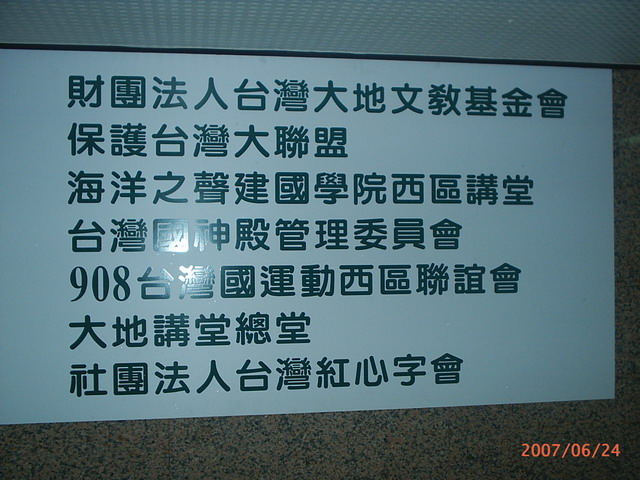 財團法人台灣大地文教基金會
保護台灣大聯盟
海洋之聲建國學院西區講堂
台灣國神殿管理委員會
908台灣國運動西區聯誼會
大地講堂總堂
社團法人台灣紅心字會
2007/06/24